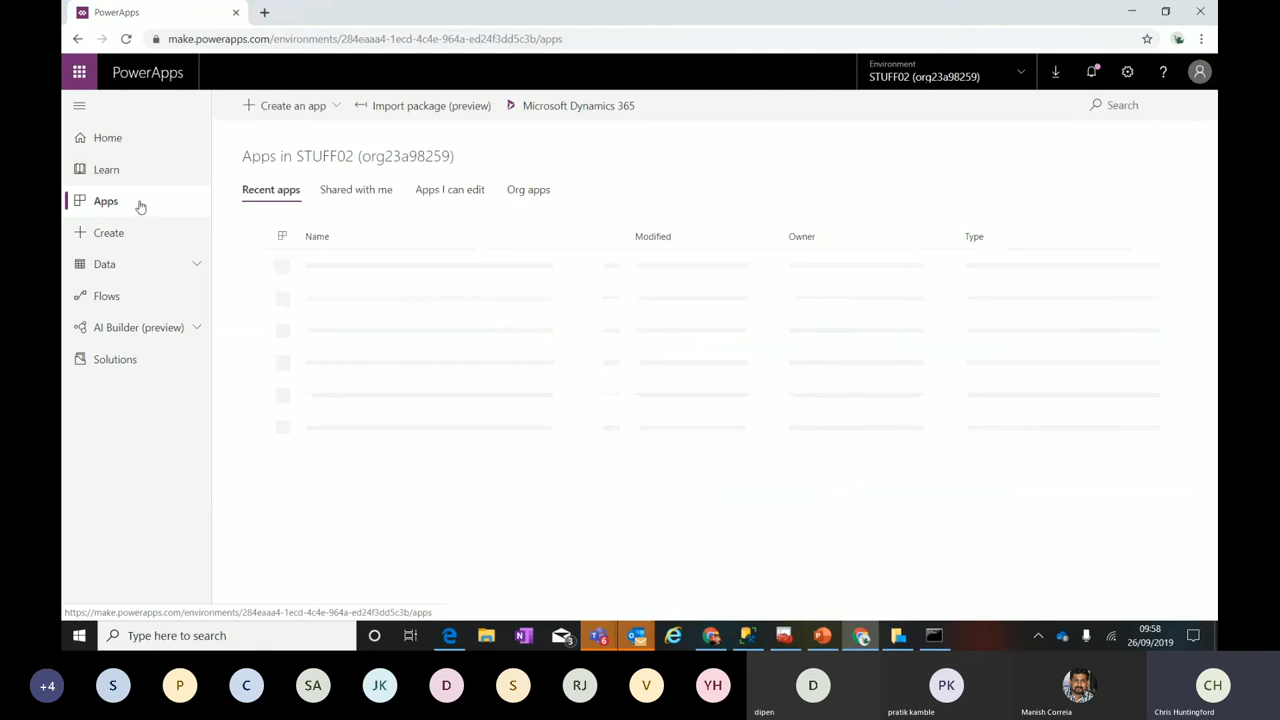 PowerApps
make.powerapps.com/environments/284eaaa4-1ecd-4c4e-964a-ed24f3dd5c3b/apps
PowerApps
Environment
STUFF02 (org23a98259)
Create an app
Import package (preview)
Microsoft Dynamics 365
Search
Home
Learn
Apps
Create
Data
Flows
AI Builder (preview)
Solutions
Apps in STUFF02 (org23a98259)
Recent apps
Shared with me
Apps I can edit
Org apps
Name
Modified
Owner
Type
https://make.powerapps.com/environments/284eaaa4-1ecd-4c4e-964a-ed24f3dd5c3b/apps
Type here to search
3
6
09:58
26/09/2019
+4
S
P
C
SA
JK
D
S
RJ
V
YH
D
dipen
PK
pratik kamble
Manish Correia
CH
Chris Huntingford